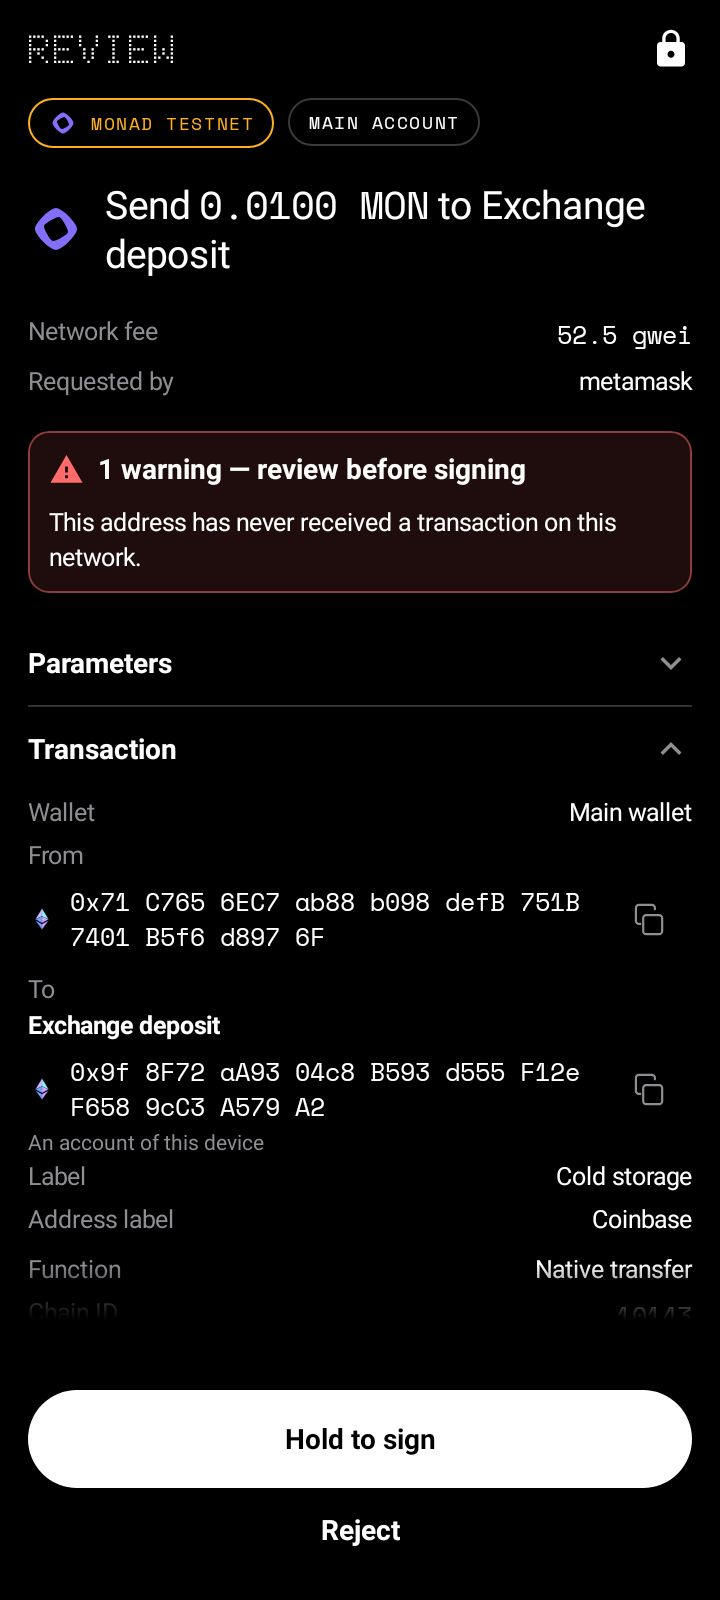 REVIEW
MONAD TESTNET
MAIN ACCOUNT
Send 0.0100 MON to Exchange
deposit
Network fee
52.5 gwei
Requested by
metamask
1 warning — review before signing
This address has never received a transaction on this
network.
Parameters
Transaction
Wallet
Main wallet
From
0x71 C765 6EC7 ab88 b098 defB 751B
7401 B5f6 d897 6F
To
Exchange deposit
0x9f 8F72 aA93 04c8 B593 d555 F12e
F658 9cC3 A579 A2
An account of this device
Label
Cold storage
Address label
Coinbase
Function
Native transfer
Chain ID
10143
Hold to sign
Reject